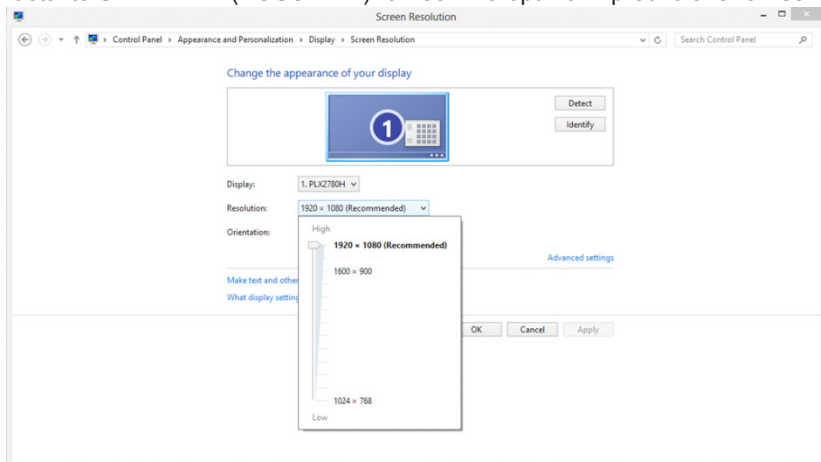 Screen Resolution
Control Panel ▸ Appearance and Personalization ▸ Display ▸ Screen Resolution
Search Control Panel
Change the appearance of your display
1
Detect
Identify
Display: 1. PLX2780H
Resolution: 1920 × 1080 (Recommended)
Orientation:
High
1920 × 1080 (Recommended)
1600 × 900
1024 × 768
Low
Advanced settings
Make text and other
What display setting
OK Cancel Apply